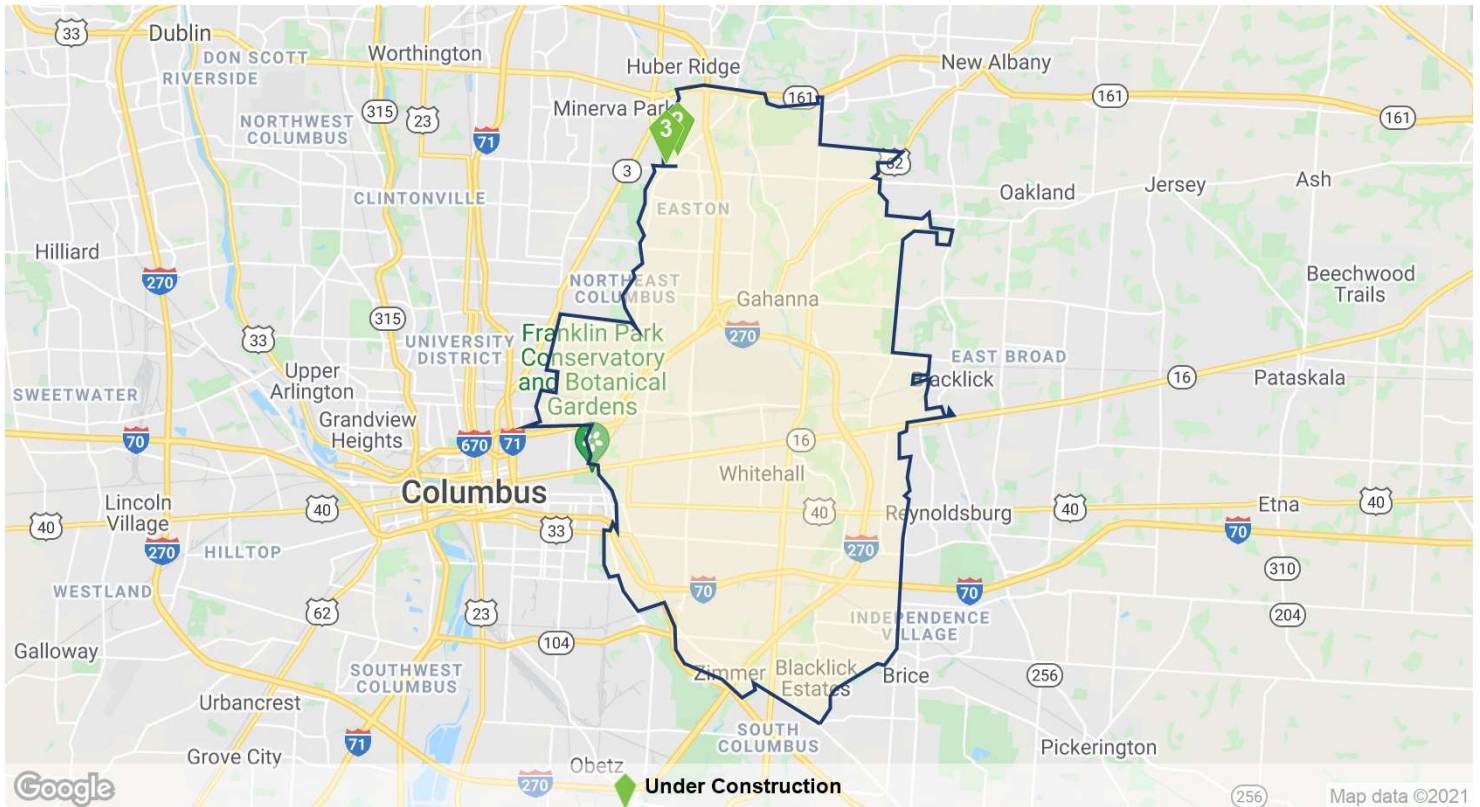 33
Dublin
DON SCOTT
RIVERSIDE
Worthington
Huber Ridge
New Albany
161
161
161
Minerva Park
NORTHWEST
COLUMBUS
315
23
71
3
3
62
Oakland
Jersey
Ash
CLINTONVILLE
EASTON
Hilliard
270
NORTHEAST
COLUMBUS
Gahanna
Beechwood
Trails
315
33
UNIVERSITY
DISTRICT
Franklin Park
Conservatory
and Botanical
Gardens
270
EAST BROAD
Blacklick
16
Pataskala
Upper
Arlington
SWEETWATER
Grandview
Heights
70
670
71
16
Whitehall
Columbus
Lincoln
Village
40
40
33
40
Reynoldsburg
40
Etna
40
270
HILLTOP
270
70
WESTLAND
70
70
310
62
23
104
INDEPENDENCE
VILLAGE
204
Galloway
SOUTHWEST
COLUMBUS
Zimmer
Blacklick
Estates
Brice
256
Urbancrest
71
SOUTH
COLUMBUS
Pickerington
Grove City
Obetz
270
Google
Under Construction
256
Map data ©2021